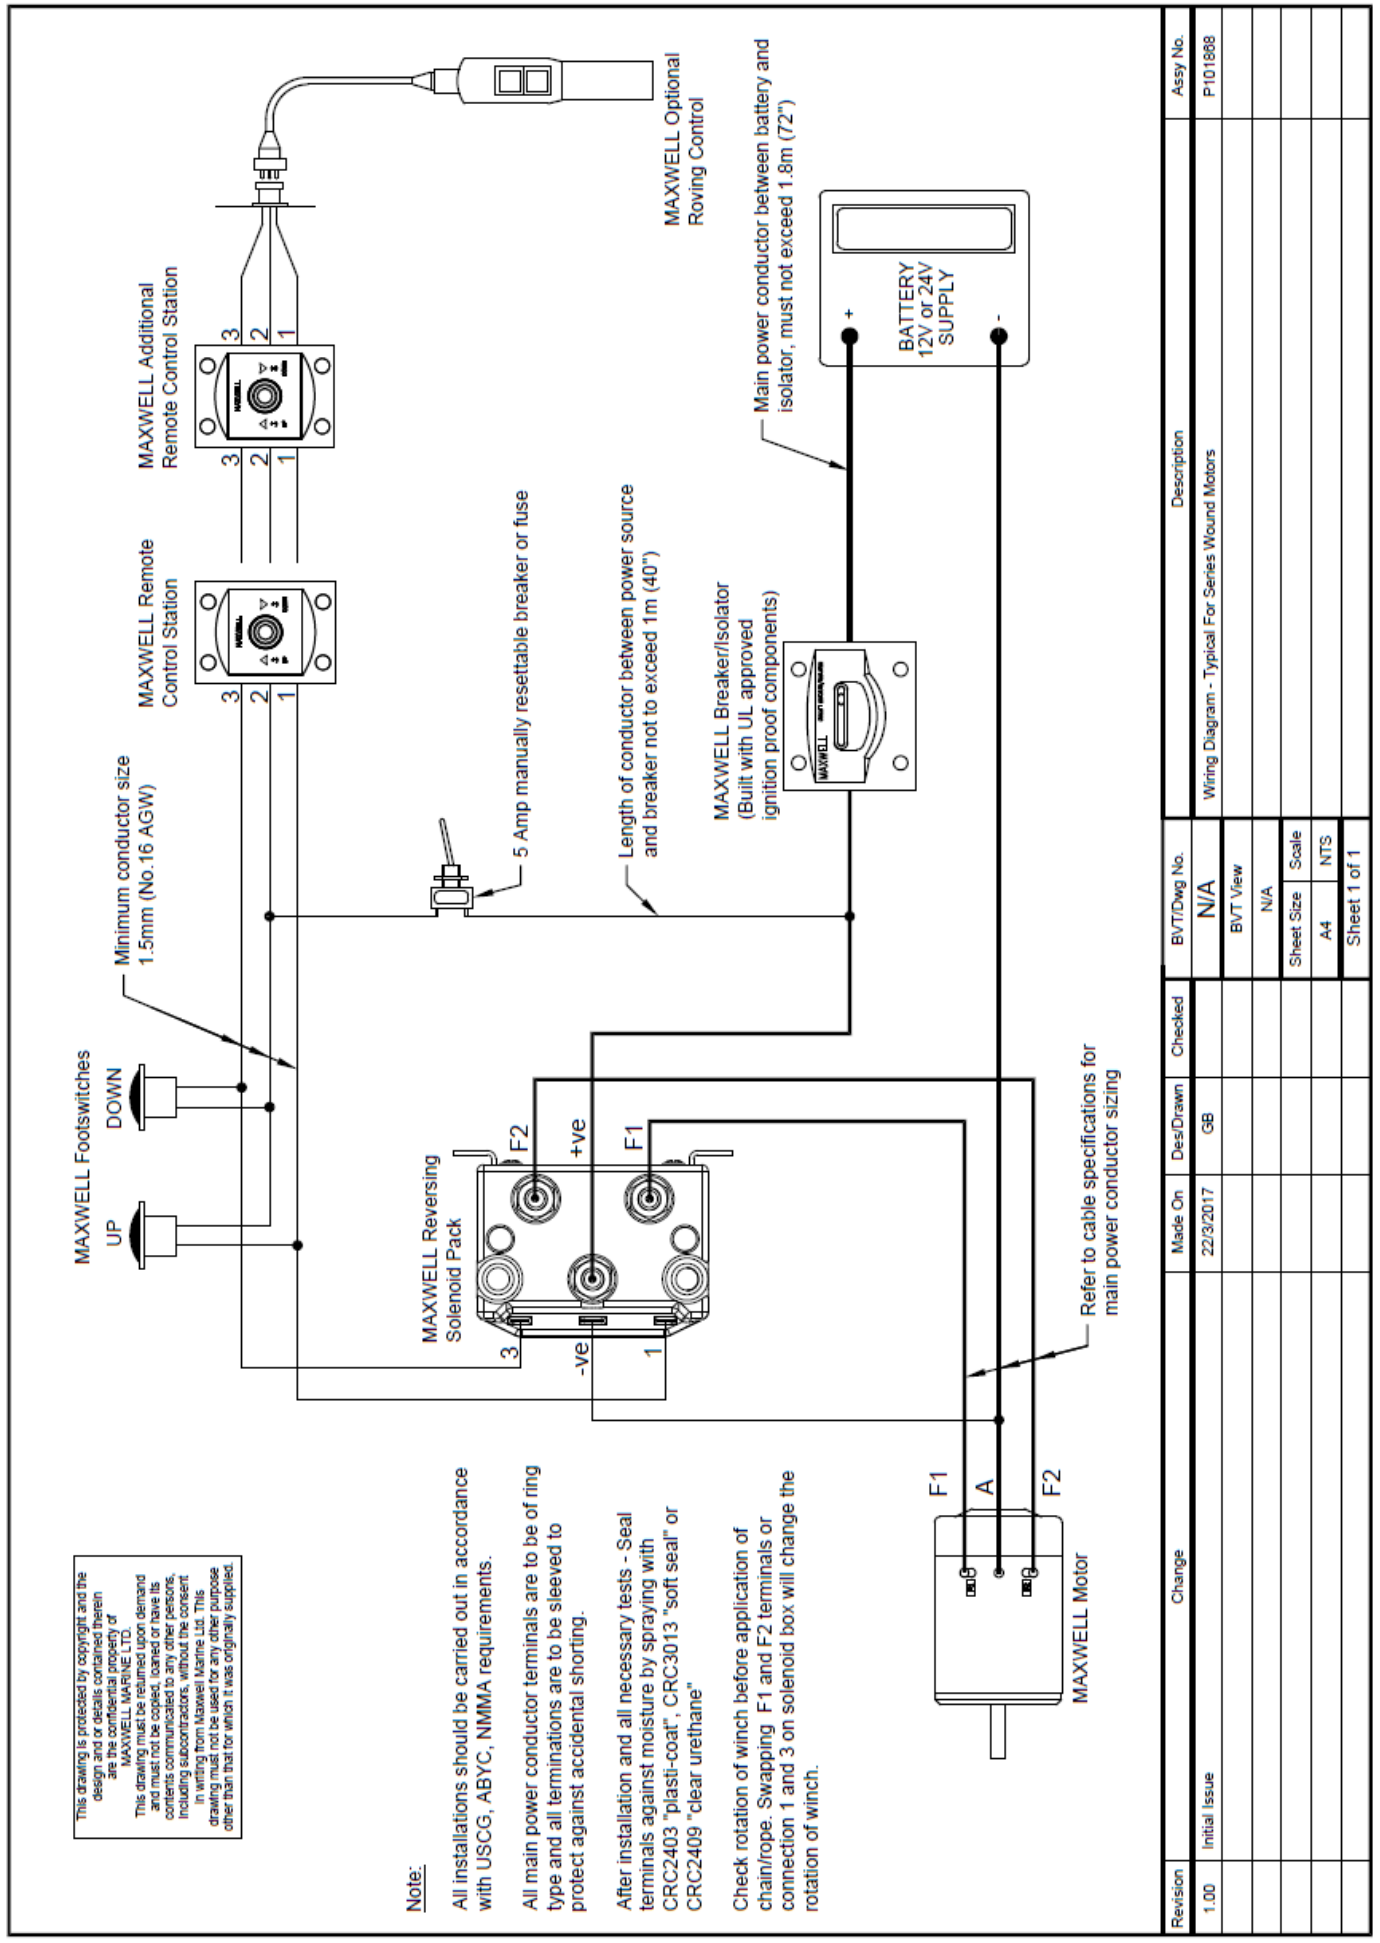 This drawing is protected by copyright and the
design and or details contained therein
are the confidential property of
MAXWELL MARINE LTD.
This drawing must be returned upon demand
and must not be copied, loaned or have its
contents communicated to any other persons,
including subcontractors, without the consent
in writing from Maxwell Marine Ltd. This
drawing must not be used for any other purpose
other than that for which it was originally supplied.
MAXWELL Footswitches
UP
DOWN
Minimum conductor size
1.5mm (No.16 AGW)
MAXWELL Remote
Control Station
3
2
1
MAXWELL
MAXWELL Additional
Remote Control Station
3
2
1
MAXWELL
3
2
1
MAXWELL Optional
Roving Control
Note:
All installations should be carried out in accordance
with USCG, ABYC, NMMA requirements.
All main power conductor terminals are to be of ring
type and all terminations are to be sleeved to
protect against accidental shorting.
After installation and all necessary tests - Seal
terminals against moisture by spraying with
CRC2403 "plasti-coat", CRC3013 "soft seal" or
CRC2409 "clear urethane"
Check rotation of winch before application of
chain/rope. Swapping F1 and F2 terminals or
connection 1 and 3 on solenoid box will change the
rotation of winch.
MAXWELL Reversing
Solenoid Pack
3
-ve
1
F2
+ve
F1
5 Amp manually resettable breaker or fuse
Length of conductor between power source
and breaker not to exceed 1m (40")
MAXWELL Breaker/Isolator
(Built with UL approved
ignition proof components)
MAXWELL
Main power conductor between battery and
isolator, must not exceed 1.8m (72")
+
BATTERY
12V or 24V
SUPPLY
-
F1
A
F2
MAXWELL Motor
Refer to cable specifications for
main power conductor sizing
Revision
Change
Made On
Des/Drawn
Checked
BVT/Dwg No.
Description
Assy No.
1.00
Initial Issue
22/3/2017
GB
N/A
Wiring Diagram - Typical For Series Wound Motors
P101868
BVT View
N/A
Sheet Size
Scale
A4
NTS
Sheet 1 of 1